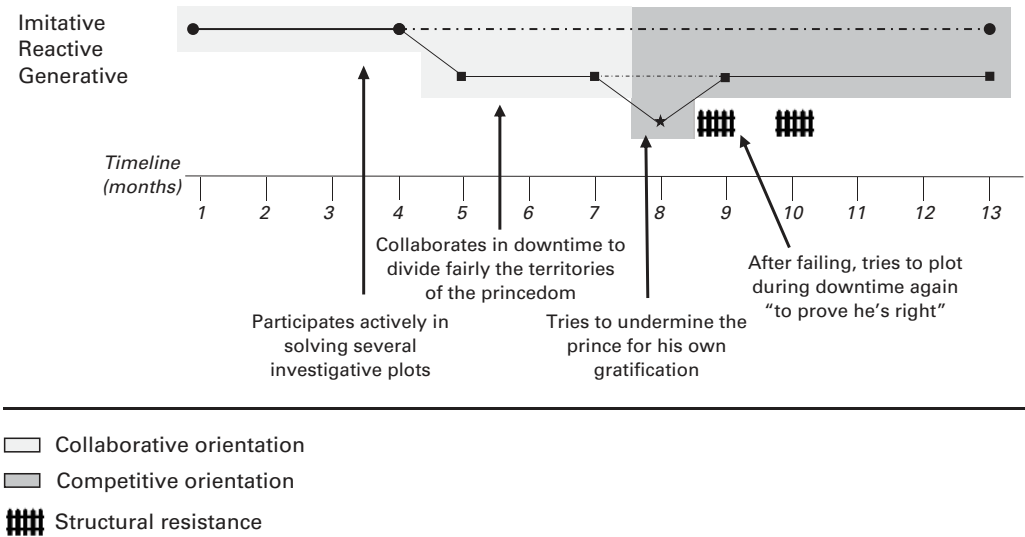 Imitative
Reactive
Generative
Timeline
(months)
1 2 3 4 5 6 7 8 9 10 11 12 13
Collaborates in downtime to
divide fairly the territories
of the princedom
After failing, tries to plot
during downtime again
“to prove he’s right”
Participates actively in
solving several
investigative plots
Tries to undermine the
prince for his own
gratification
Collaborative orientation
Competitive orientation
Structural resistance